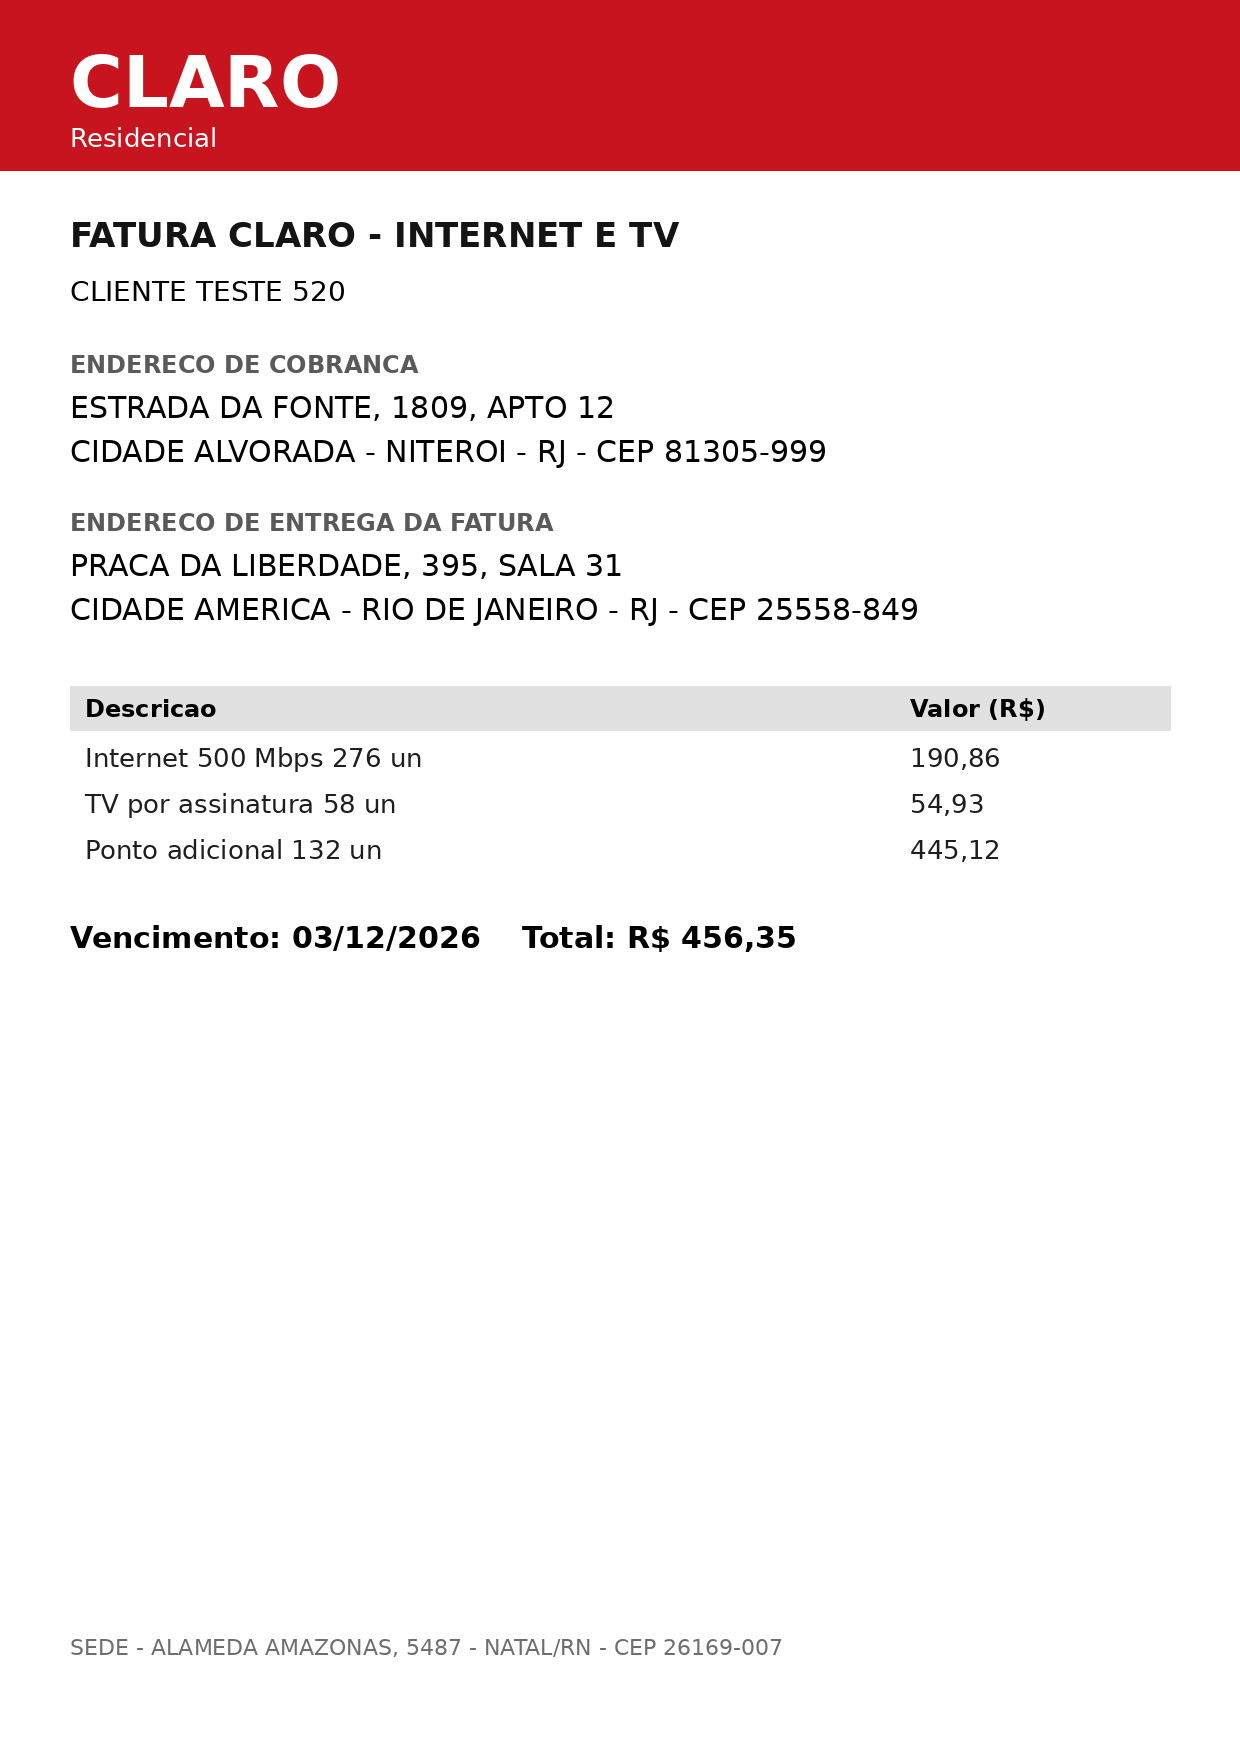 CLARO
Residencial
FATURA CLARO - INTERNET E TV
CLIENTE TESTE 520
ENDERECO DE COBRANCA
ESTRADA DA FONTE, 1809, APTO 12
CIDADE ALVORADA - NITEROI - RJ - CEP 81305-999
ENDERECO DE ENTREGA DA FATURA
PRACA DA LIBERDADE, 395, SALA 31
CIDADE AMERICA - RIO DE JANEIRO - RJ - CEP 25558-849
Descricao Valor (R$)
Internet 500 Mbps 276 un 190,86
TV por assinatura 58 un 54,93
Ponto adicional 132 un 445,12
Vencimento: 03/12/2026 Total: R$ 456,35
SEDE - ALAMEDA AMAZONAS, 5487 - NATAL/RN - CEP 26169-007